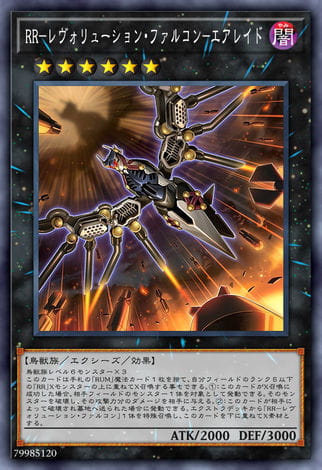 RR－レヴォリューション・ファルコン－エアレイド
やみ
闇
【鳥獣族／エクシーズ／効果】
鳥獣族レベル６モンスター×３
このカードは手札の「RUM」魔法カード１枚を捨て、自分フィールドのランク５以下
の「RR」Xモンスターの上に重ねてX召喚する事もできる。①：このカードがX召喚
に成功した場合、相手フィールドのモンスター１体を対象として発動できる。そのモン
スターを破壊し、その攻撃力分のダメージを相手に与える。②：このカードが相手に
よって破壊され墓地へ送られた場合に発動できる。エクストラデッキから「RR－レヴ
ォリューション・ファルコン」１体を特殊召喚し、このカードを下に重ねてX素材と
する。
ATK/2000 DEF/3000
79985120